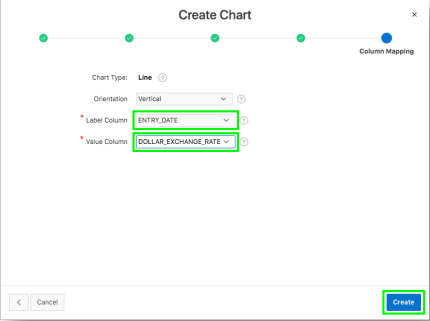 Create Chart
×
Column Mapping
Chart Type: Line ?
Orientation Vertical ?
* Label Column ENTRY_DATE ?
* Value Column DOLLAR_EXCHANGE_RATE ?
< Cancel Create